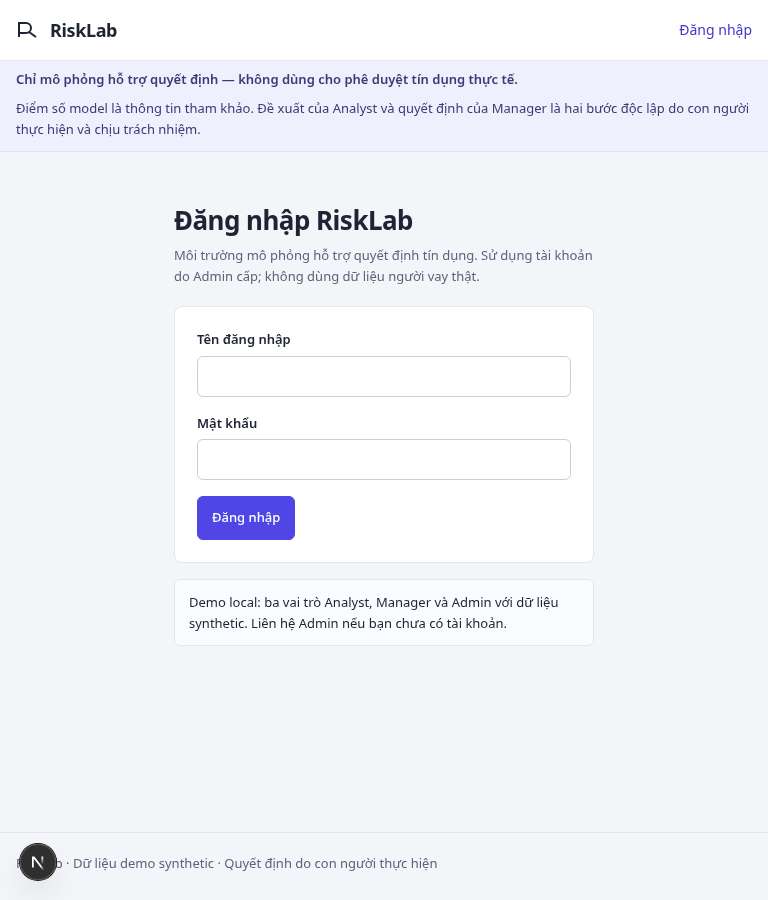 RiskLab
Đăng nhập
Chỉ mô phỏng hỗ trợ quyết định — không dùng cho phê duyệt tín dụng thực tế.
Điểm số model là thông tin tham khảo. Đề xuất của Analyst và quyết định của Manager là hai bước độc lập do con người
thực hiện và chịu trách nhiệm.
Đăng nhập RiskLab
Môi trường mô phỏng hỗ trợ quyết định tín dụng. Sử dụng tài khoản
do Admin cấp; không dùng dữ liệu người vay thật.
Tên đăng nhập
Mật khẩu
Đăng nhập
Demo local: ba vai trò Analyst, Manager và Admin với dữ liệu
synthetic. Liên hệ Admin nếu bạn chưa có tài khoản.
N
· Dữ liệu demo synthetic · Quyết định do con người thực hiện